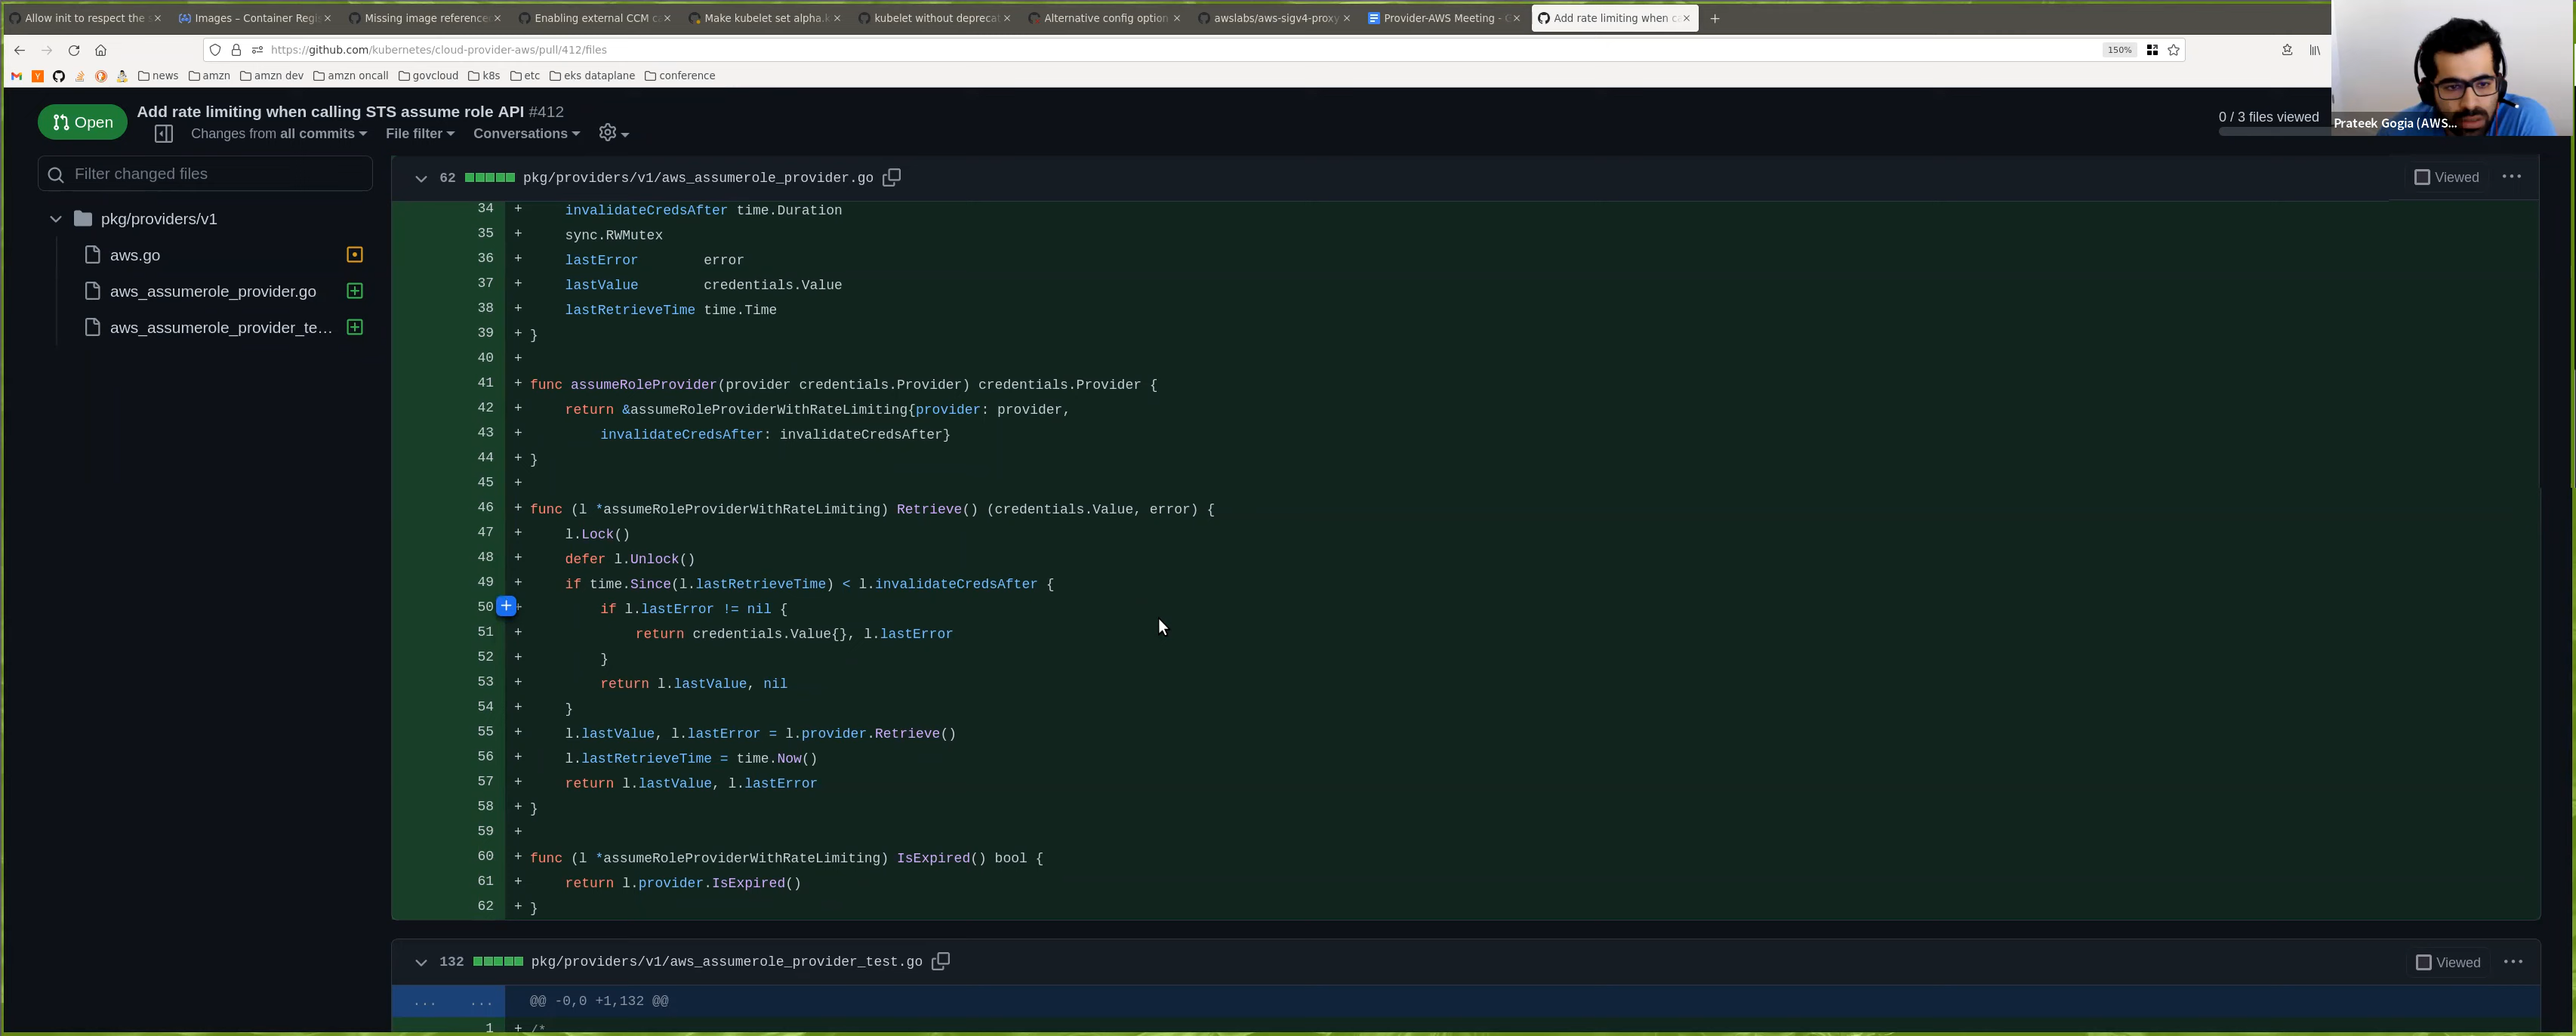 Allow init to respect the
Images – Container Regis
Missing image reference
Enabling external CCM c
Make kubelet set alpha.k
kubelet without deprecat
Alternative config option
awslabs/aws-sigv4-proxy
Provider-AWS Meeting - G
Add rate limiting when ca
https://github.com/kubernetes/cloud-provider-aws/pull/412/files
150%
news
amzn
amzn dev
amzn oncall
govcloud
k8s
etc
eks dataplane
conference
Open
Add rate limiting when calling STS assume role API #412
Changes from all commits
File filter
Conversations
0 / 3 files viewed
Prateek Gogia (AWS...
Filter changed files
pkg/providers/v1
aws.go
aws_assumerole_provider.go
aws_assumerole_provider_te...
62 pkg/providers/v1/aws_assumerole_provider.go
Viewed
34 + invalidateCredsAfter time.Duration
35 + sync.RWMutex
36 + lastError error
37 + lastValue credentials.Value
38 + lastRetrieveTime time.Time
39 + }
40 +
41 + func assumeRoleProvider(provider credentials.Provider) credentials.Provider {
42 + return &assumeRoleProviderWithRateLimiting{provider: provider,
43 + invalidateCredsAfter: invalidateCredsAfter}
44 + }
45 +
46 + func (l *assumeRoleProviderWithRateLimiting) Retrieve() (credentials.Value, error) {
47 + l.Lock()
48 + defer l.Unlock()
49 + if time.Since(l.lastRetrieveTime) < l.invalidateCredsAfter {
50 + if l.lastError != nil {
51 + return credentials.Value{}, l.lastError
52 + }
53 + return l.lastValue, nil
54 + }
55 + l.lastValue, l.lastError = l.provider.Retrieve()
56 + l.lastRetrieveTime = time.Now()
57 + return l.lastValue, l.lastError
58 + }
59 +
60 + func (l *assumeRoleProviderWithRateLimiting) IsExpired() bool {
61 + return l.provider.IsExpired()
62 + }
132 pkg/providers/v1/aws_assumerole_provider_test.go
Viewed
... ... @@ -0,0 +1,132 @@
1 + /*